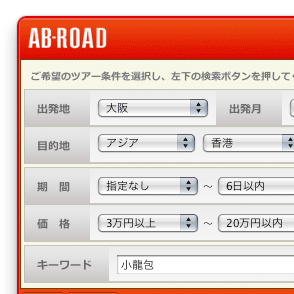 AB-ROAD
ご希望のツアー条件を選択し、左下の検索ボタンを押して
出発地 大阪 出発月
目的地 アジア 香港
期 間 指定なし ～ 6日以内
価 格 3万円以上 ～ 20万円以内
キーワード 小龍包